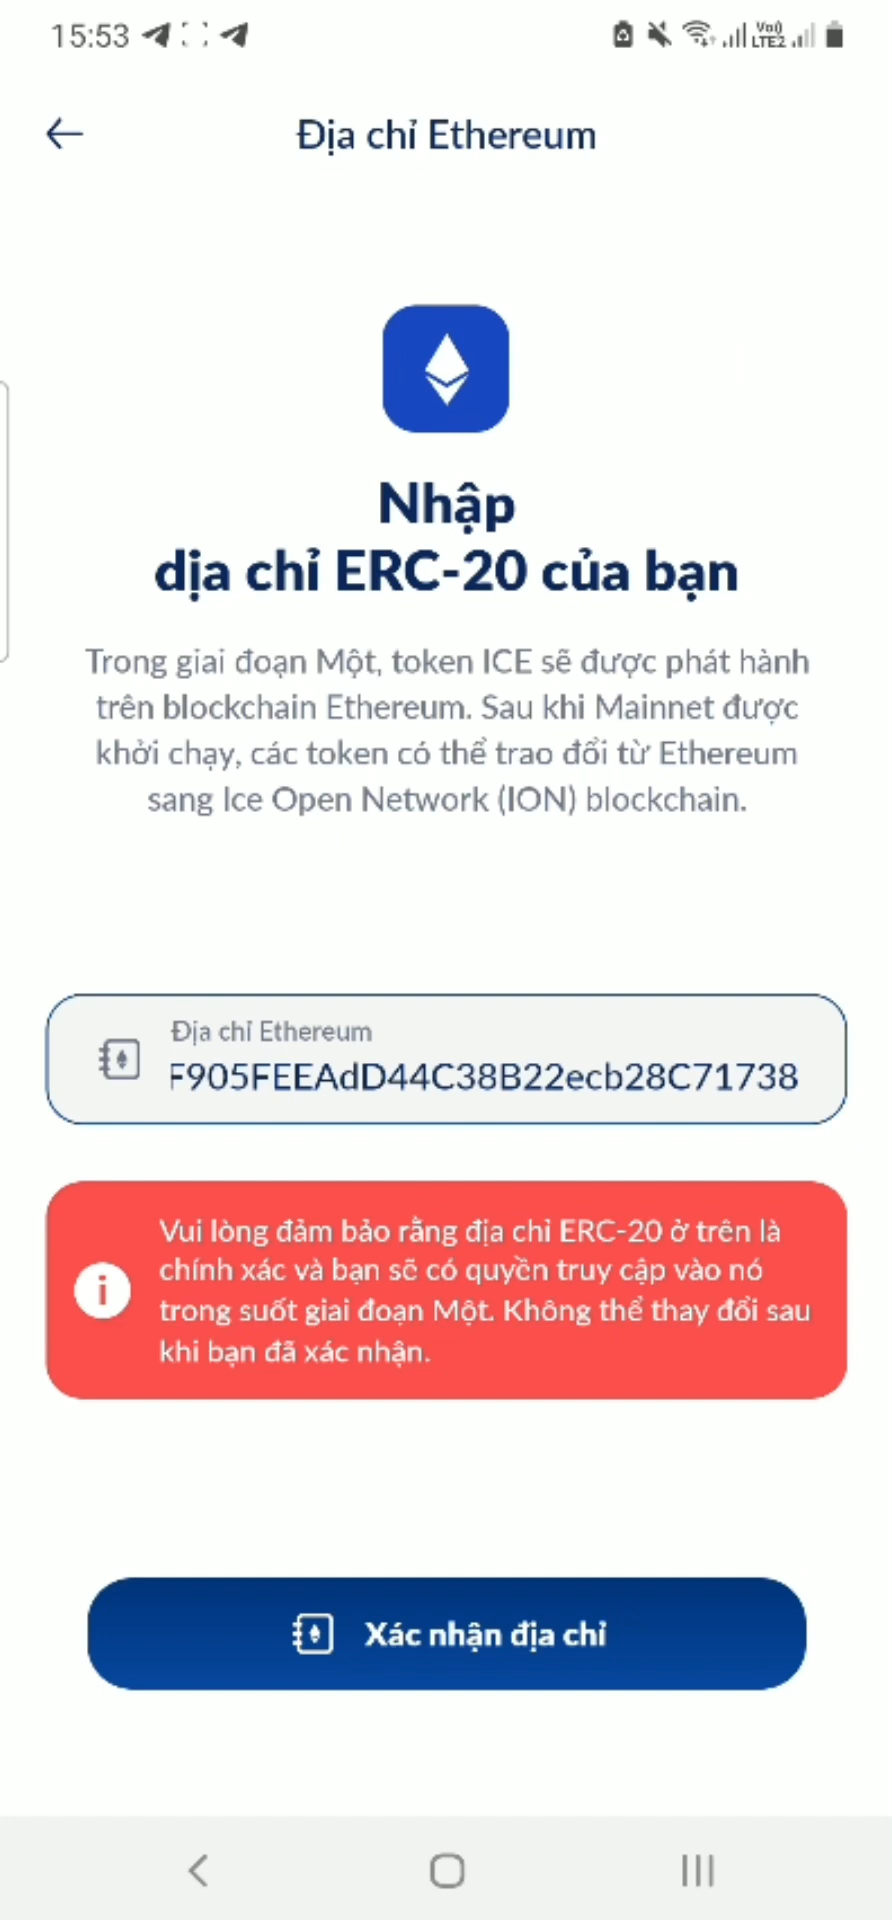 15:53
Vo))
LTE2
Địa chỉ Ethereum
Nhập
địa chỉ ERC-20 của bạn
Trong giai đoạn Một, token ICE sẽ được phát hành
trên blockchain Ethereum. Sau khi Mainnet được
khởi chạy, các token có thể trao đổi từ Ethereum
sang Ice Open Network (ION) blockchain.
Địa chỉ Ethereum
F905FEEAdD44C38B22ecb28C71738
Vui lòng đảm bảo rằng địa chỉ ERC-20 ở trên là
chính xác và bạn sẽ có quyền truy cập vào nó
trong suốt giai đoạn Một. Không thể thay đổi sau
khi bạn đã xác nhận.
Xác nhận địa chỉ